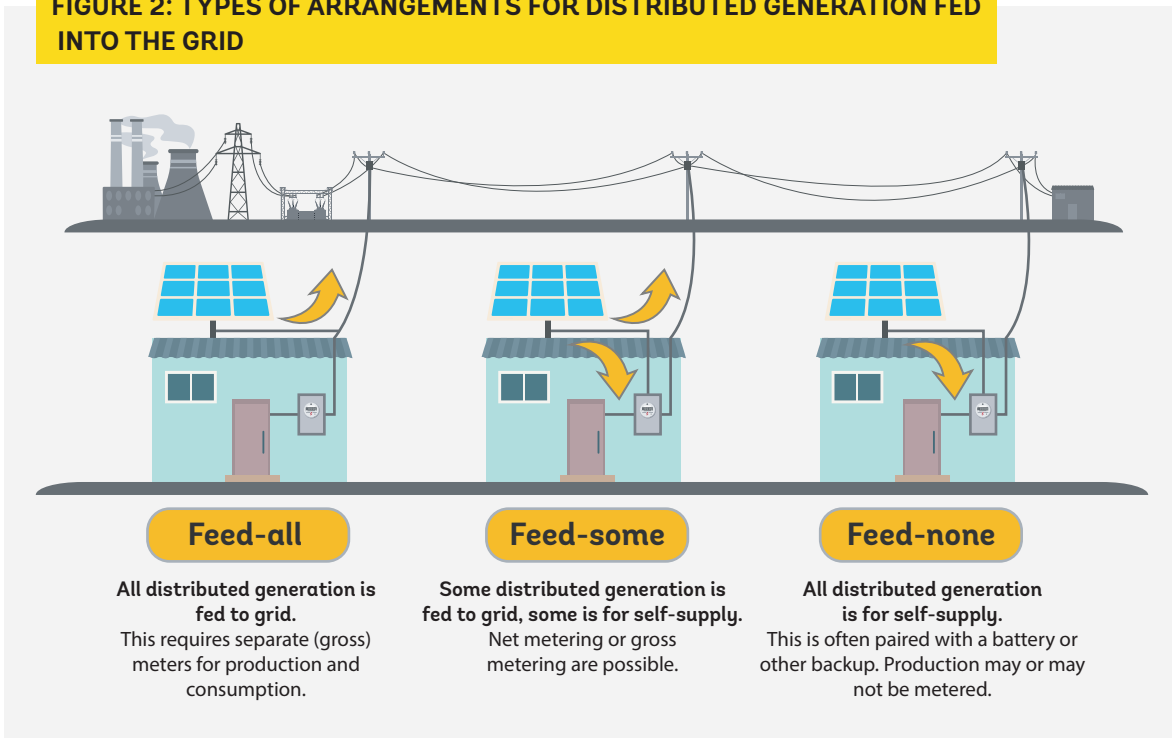 FIGURE 2: TYPES OF ARRANGEMENTS FOR DISTRIBUTED GENERATION FED
INTO THE GRID
Feed-all
All distributed generation is
fed to grid.
This requires separate (gross)
meters for production and
consumption.
Feed-some
Some distributed generation is
fed to grid, some is for self-supply.
Net metering or gross
metering are possible.
Feed-none
All distributed generation
is for self-supply.
This is often paired with a battery or
other backup. Production may or may
not be metered.